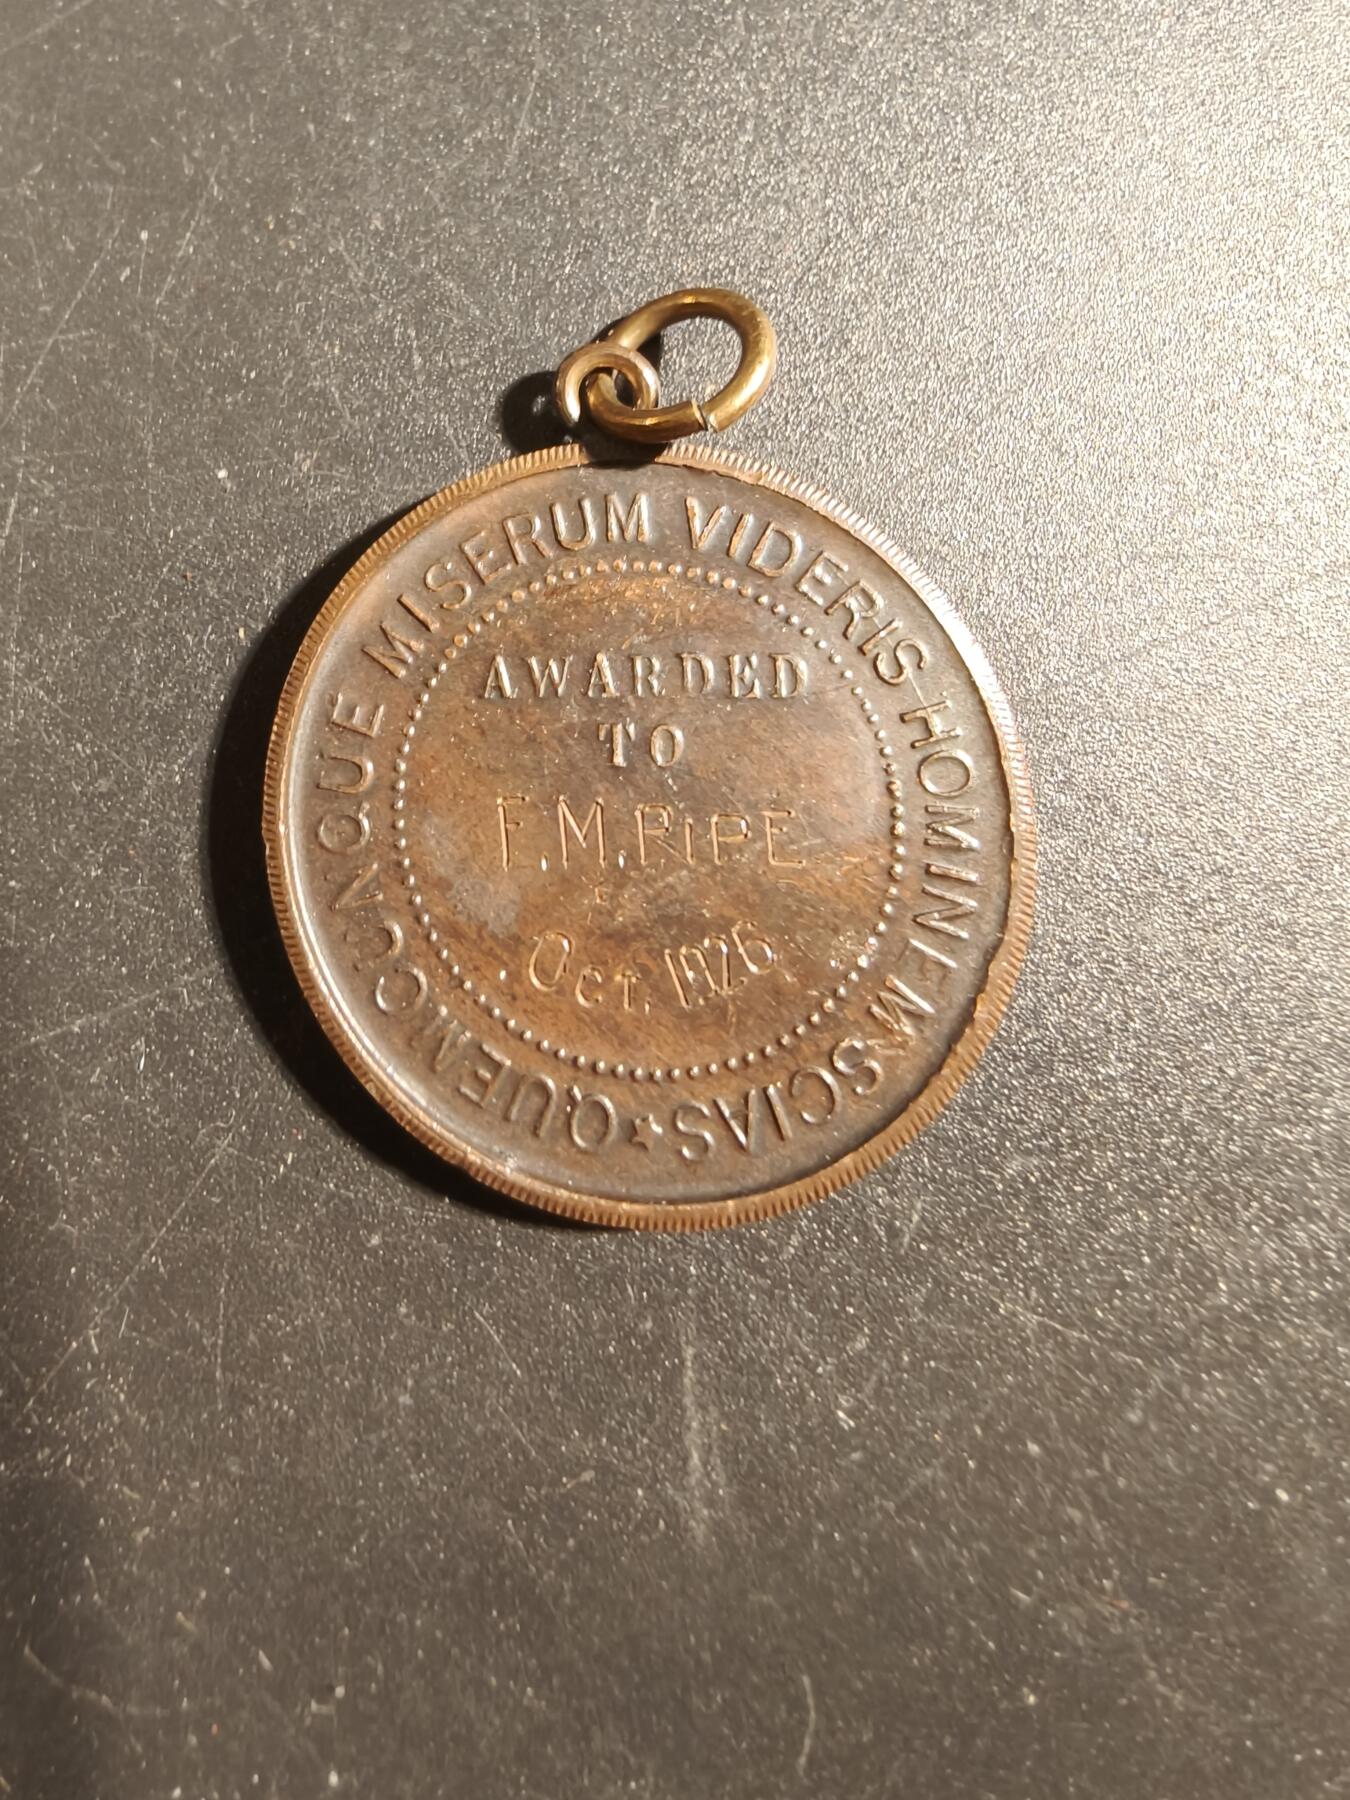 QUEMCUNQUE MISERUM VIDERIS HOMINEM SCIAS ★
AWARDED
TO
F.M.RiPE
Oct. 1926